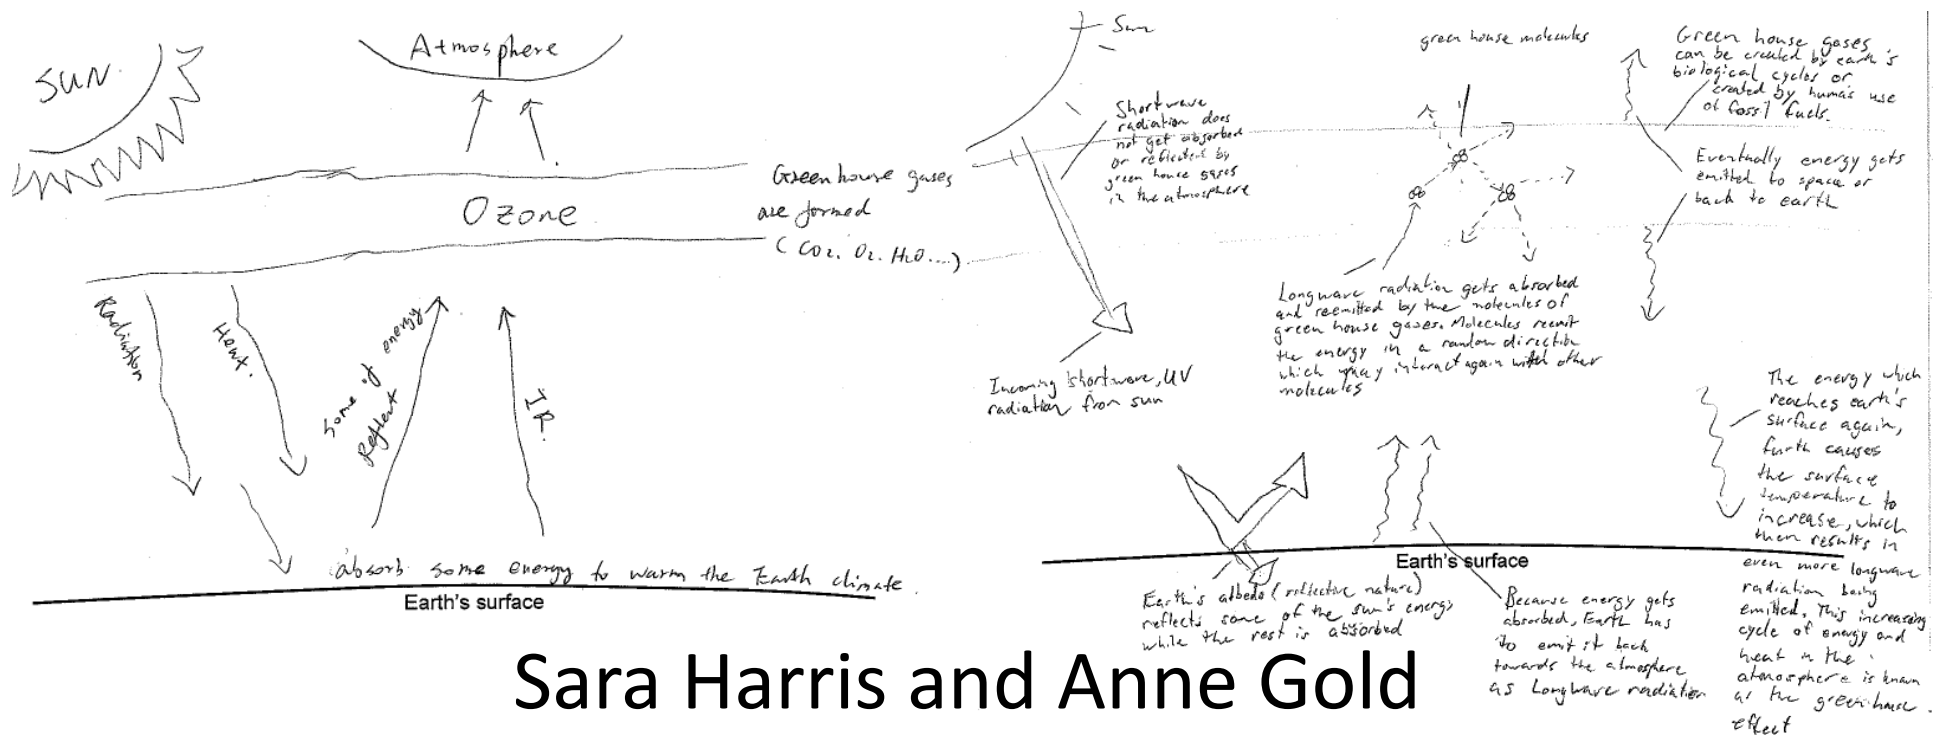 SUN.
Atmosphere
Ozone
Green house gases
are formed
( CO2. O2. H2O....)
Radiation
Heat.
Some of energy
Reflect
IR.
absorb some energy to warm the Earth climate.
Earth's surface
Sun
Shortwave
radiation does
not get absorbed
or reflected by
green house gases
in the atmosphere
Incoming shortwave, UV
radiation from sun
green house molecules
Green house gases
can be created by earth's
biological cycles or
created by humans use
of fossil fuels.
Eventually energy gets
emitted to space or
back to earth
Longwave radiation gets absorbed
and reemitted by the molecules of
green house gases. Molecules reemit
the energy in a random direction
which may interact again with other
molecules
The energy which
reaches earth's
surface again,
furth causes
the surface
temperature to
increase, which
then results in
even more longwave
radiation being
emitted. This increasing
cycle of energy and
heat in the
atmosphere is known
as the green house
effect
Earth's surface
Earth's albedo (reflective nature)
reflects some of the sun's energy
while the rest is absorbed
Because energy gets
absorbed, Earth has
to emit it back
towards the atmosphere
as Longwave radiation
Sara Harris and Anne Gold